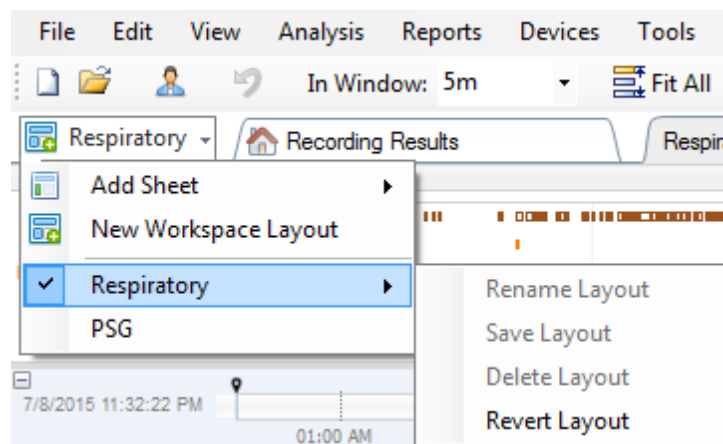 File Edit View Analysis Reports Devices Tools
In Window: 5m Fit All
Respiratory Recording Results
Add Sheet
New Workspace Layout
Respiratory
PSG
Rename Layout
Save Layout
Delete Layout
Revert Layout
7/8/2015 11:32:22 PM
01:00 AM